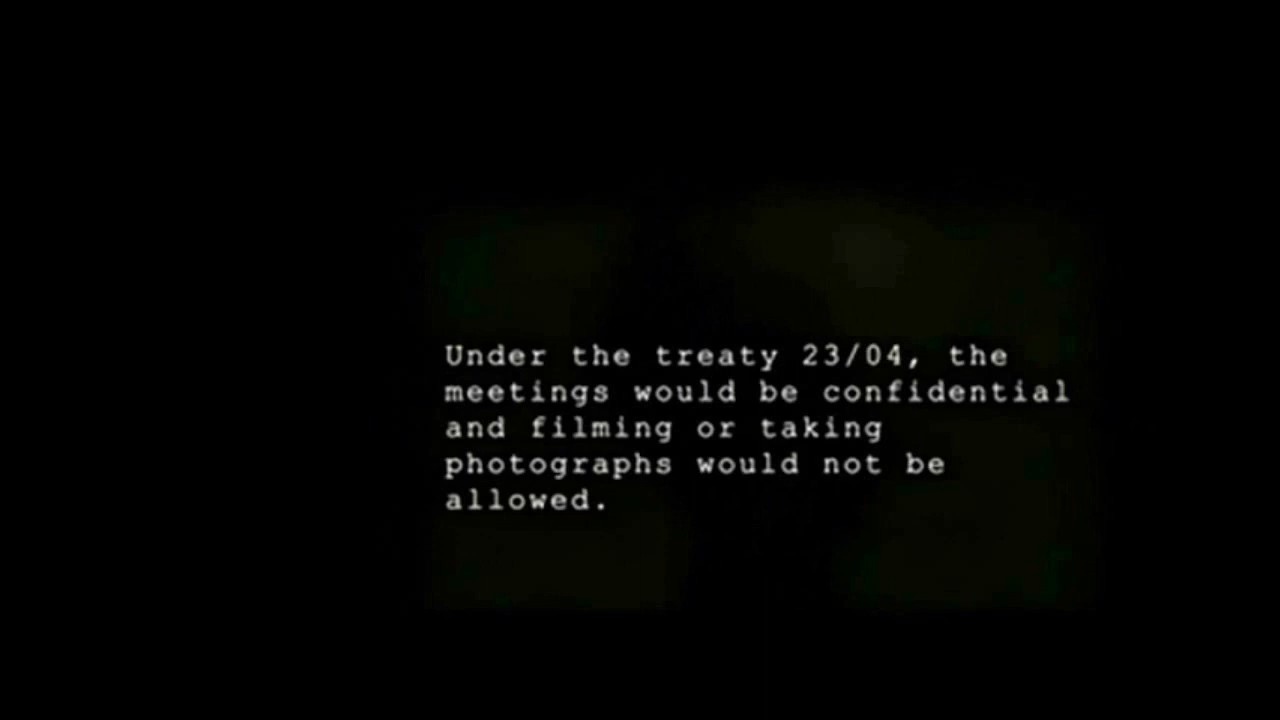 Under the treaty 23/04, the
meetings would be confidential
and filming or taking
photographs would not be
allowed.